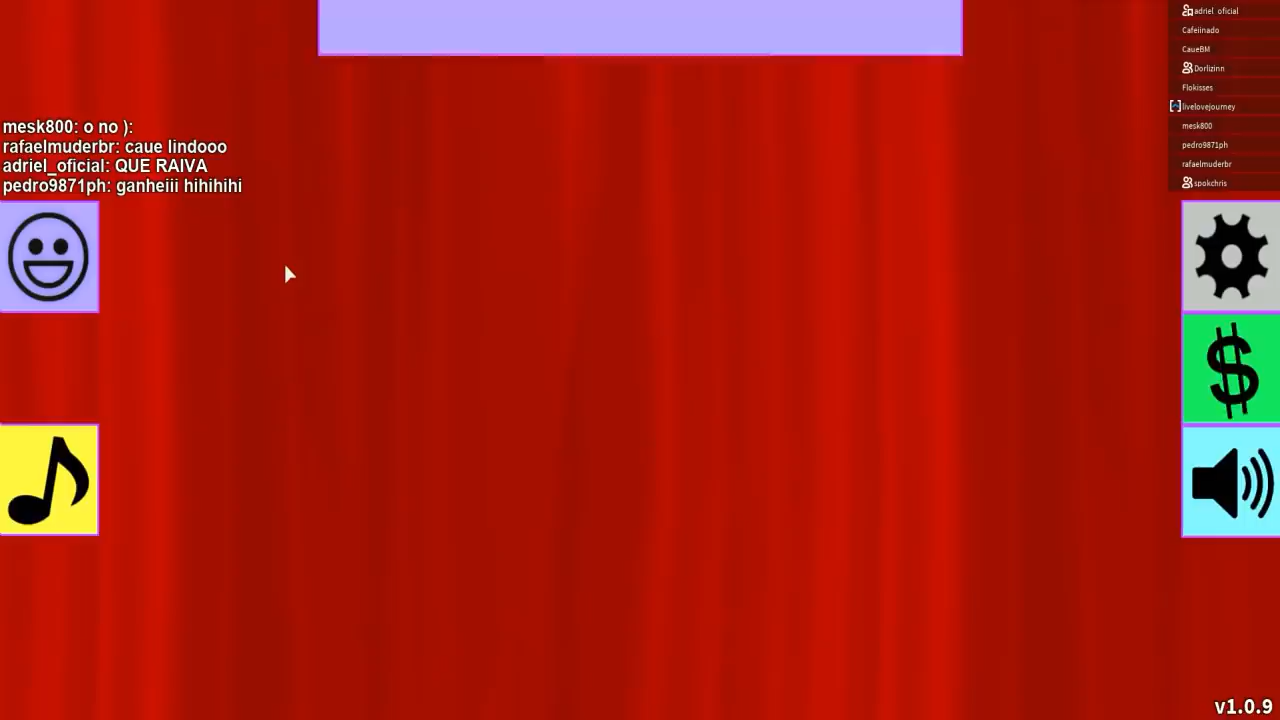 mesk800: o no ):
rafaelmuderbr: caue lindooo
adriel_oficial: QUE RAIVA
pedro9871ph: ganheiii hihihihi
adriel_oficial
Cafeiinado
CaueBM
Dorlizinn
Flokisses
livelovejourney
mesk800
pedro9871ph
rafaelmuderbr
spokchris
$
v1.0.9